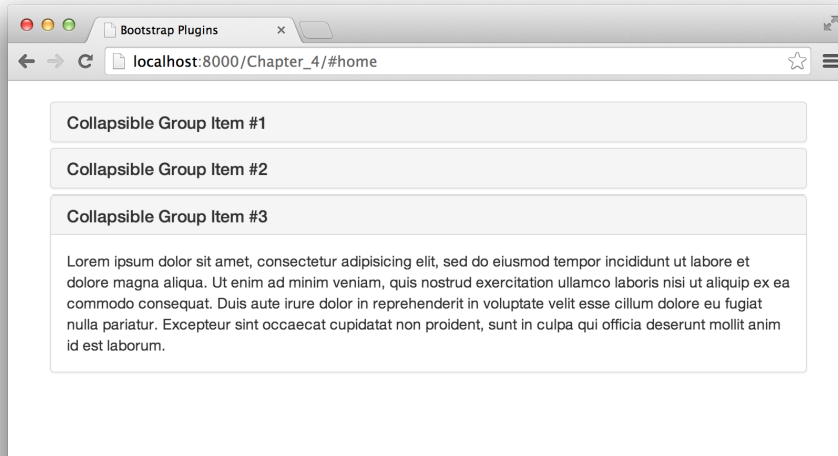 Bootstrap Plugins
localhost:8000/Chapter_4/#home
Collapsible Group Item #1
Collapsible Group Item #2
Collapsible Group Item #3
Lorem ipsum dolor sit amet, consectetur adipisicing elit, sed do eiusmod tempor incididunt ut labore et
dolore magna aliqua. Ut enim ad minim veniam, quis nostrud exercitation ullamco laboris nisi ut aliquip ex ea
commodo consequat. Duis aute irure dolor in reprehenderit in voluptate velit esse cillum dolore eu fugiat
nulla pariatur. Excepteur sint occaecat cupidatat non proident, sunt in culpa qui officia deserunt mollit anim
id est laborum.